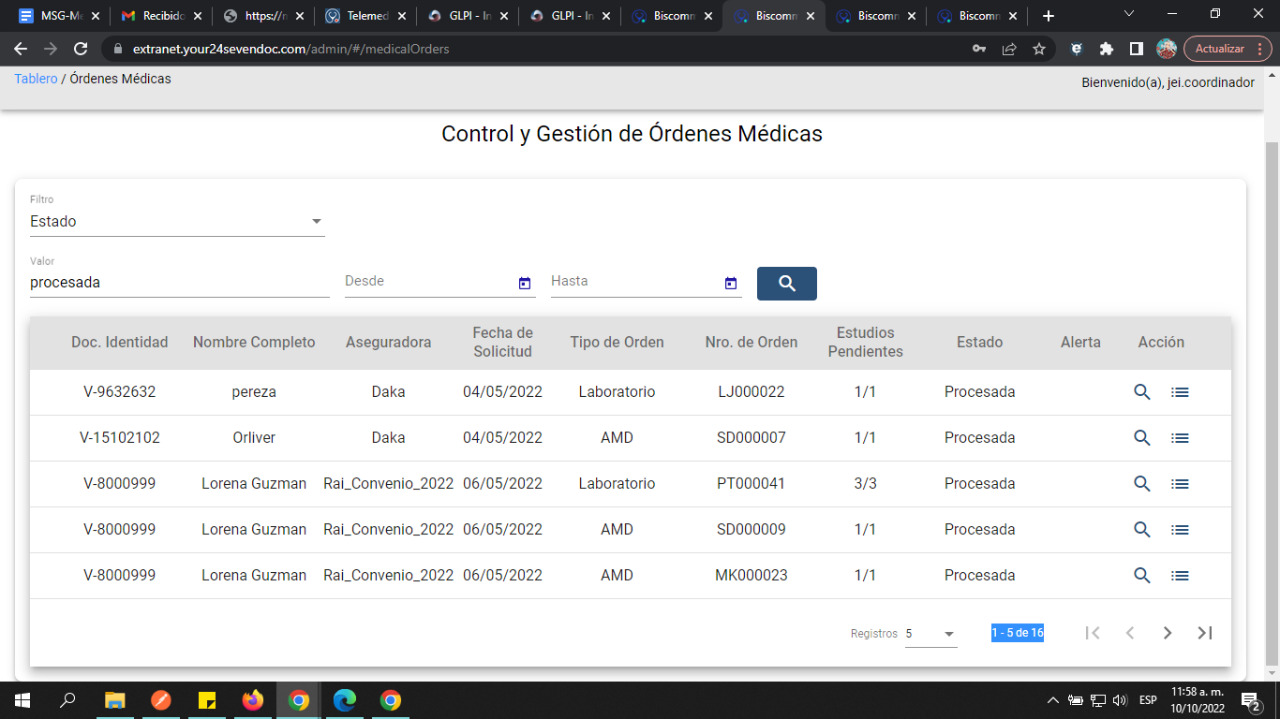 MSG-M
Recibido
https://n
Telemed
GLPI - In
GLPI - In
Biscomm
Biscomm
Biscomm
Biscomm
extranet.your24sevendoc.com/admin/#/medicalOrders
Actualizar
Tablero / Órdenes Médicas
Bienvenido(a), jei.coordinador
Control y Gestión de Órdenes Médicas
Filtro
Estado
Valor
procesada
Desde
Hasta
Doc. Identidad Nombre Completo Aseguradora Fecha de Solicitud Tipo de Orden Nro. de Orden Estudios Pendientes Estado Alerta Acción
V-9632632 pereza Daka 04/05/2022 Laboratorio LJ000022 1/1 Procesada
V-15102102 Orliver Daka 04/05/2022 AMD SD000007 1/1 Procesada
V-8000999 Lorena Guzman Rai_Convenio_2022 06/05/2022 Laboratorio PT000041 3/3 Procesada
V-8000999 Lorena Guzman Rai_Convenio_2022 06/05/2022 AMD SD000009 1/1 Procesada
V-8000999 Lorena Guzman Rai_Convenio_2022 06/05/2022 AMD MK000023 1/1 Procesada
Registros 5 1 - 5 de 16
ESP
11:58 a. m.
10/10/2022
2